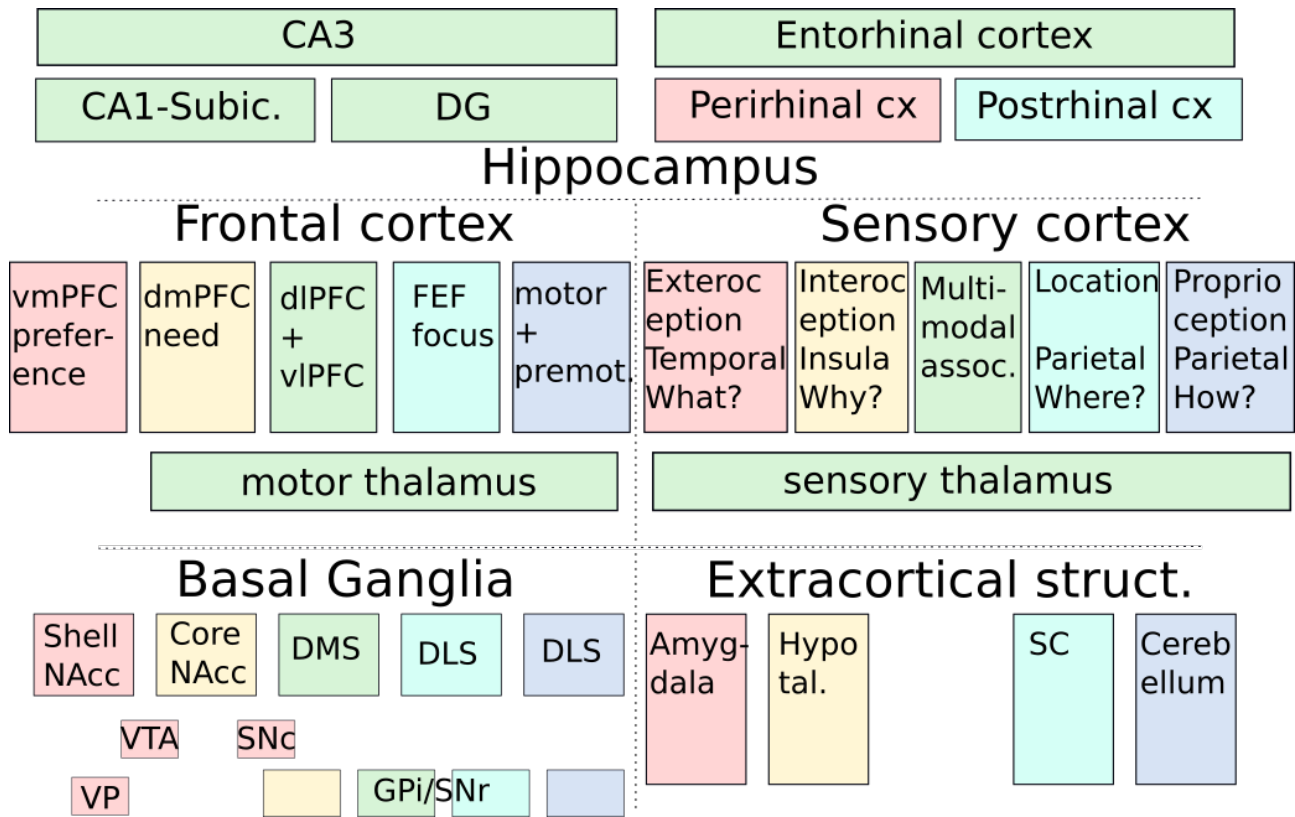 CA3
Entorhinal cortex
CA1-Subic.
DG
Perirhinal cx
Postrhinal cx
Hippocampus
Frontal cortex
Sensory cortex
vmPFC
prefer-
ence
dmPFC
need
dlPFC
+
vlPFC
FEF
focus
motor
+
premot.
Exteroc
eption
Temporal
What?
Interoc
eption
Insula
Why?
Multi-
modal
assoc.
Location
Parietal
Where?
Proprio
ception
Parietal
How?
motor thalamus
sensory thalamus
Basal Ganglia
Extracortical struct.
Shell
NAcc
Core
NAcc
DMS
DLS
DLS
Amyg-
dala
Hypo
tal.
SC
Cereb
ellum
VTA
SNc
VP
GPi/SNr